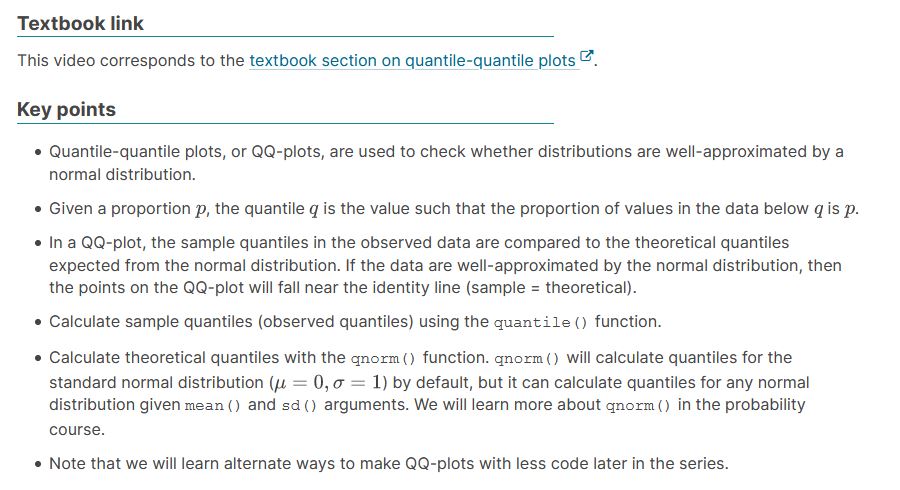 Textbook link
This video corresponds to the textbook section on quantile-quantile plots.
Key points
• Quantile-quantile plots, or QQ-plots, are used to check whether distributions are well-approximated by a
normal distribution.
• Given a proportion p, the quantile q is the value such that the proportion of values in the data below q is p.
• In a QQ-plot, the sample quantiles in the observed data are compared to the theoretical quantiles
expected from the normal distribution. If the data are well-approximated by the normal distribution, then
the points on the QQ-plot will fall near the identity line (sample = theoretical).
• Calculate sample quantiles (observed quantiles) using the quantile() function.
• Calculate theoretical quantiles with the qnorm() function. qnorm() will calculate quantiles for the
standard normal distribution (μ = 0, σ = 1) by default, but it can calculate quantiles for any normal
distribution given mean() and sd() arguments. We will learn more about qnorm() in the probability
course.
• Note that we will learn alternate ways to make QQ-plots with less code later in the series.